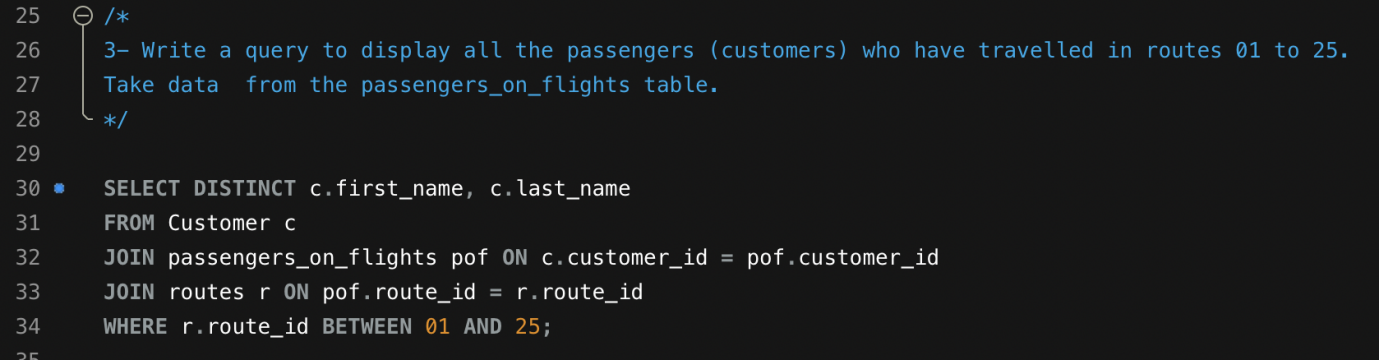 25 /*
26 3- Write a query to display all the passengers (customers) who have travelled in routes 01 to 25.
27 Take data  from the passengers_on_flights table.
28 */
29
30 SELECT DISTINCT c.first_name, c.last_name
31 FROM Customer c
32 JOIN passengers_on_flights pof ON c.customer_id = pof.customer_id
33 JOIN routes r ON pof.route_id = r.route_id
34 WHERE r.route_id BETWEEN 01 AND 25;
35